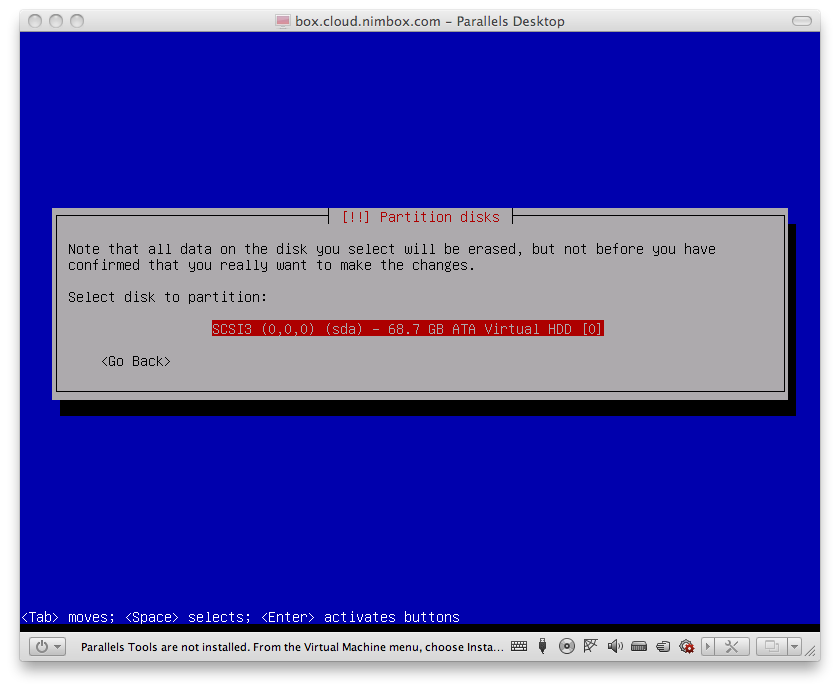 box.cloud.nimbox.com – Parallels Desktop
[!!] Partition disks
Note that all data on the disk you select will be erased, but not before you have
confirmed that you really want to make the changes.
Select disk to partition:
SCSI3 (0,0,0) (sda) - 68.7 GB ATA Virtual HDD [0]
<Go Back>
<Tab> moves; <Space> selects; <Enter> activates buttons
Parallels Tools are not installed. From the Virtual Machine menu, choose Insta...